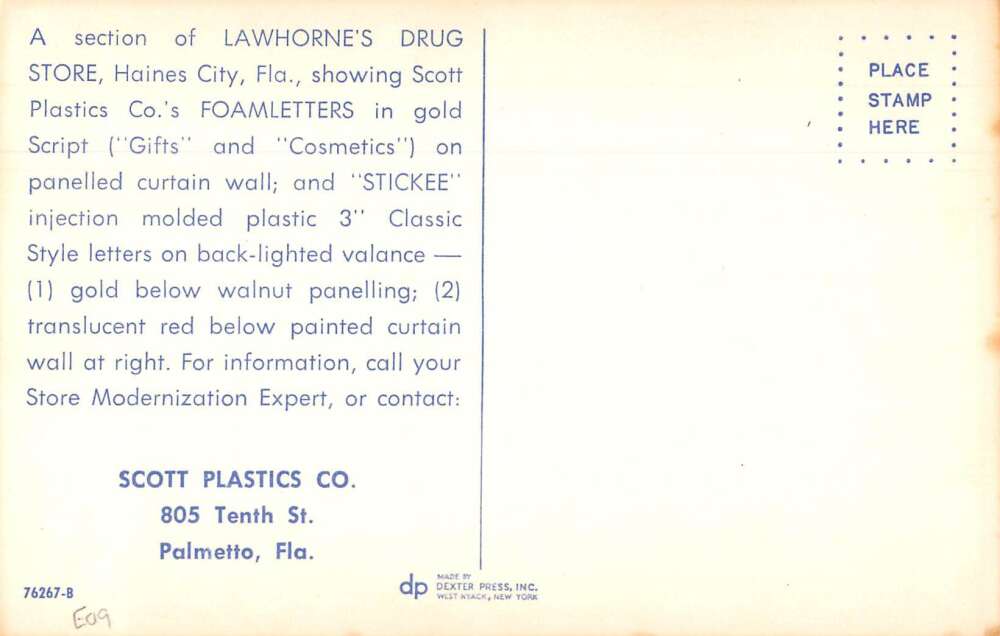 A section of LAWHORNE'S DRUG
STORE, Haines City, Fla., showing Scott
Plastics Co.'s FOAMLETTERS in gold
Script ("Gifts" and "Cosmetics") on
panelled curtain wall; and "STICKEE"
injection molded plastic 3" Classic
Style letters on back-lighted valance —
(1) gold below walnut panelling; (2)
translucent red below painted curtain
wall at right. For information, call your
Store Modernization Expert, or contact:
SCOTT PLASTICS CO.
805 Tenth St.
Palmetto, Fla.
76267-B
E09
dp
MADE BY
DEXTER PRESS, INC.
WEST NYACK, NEW YORK
PLACE
STAMP
HERE